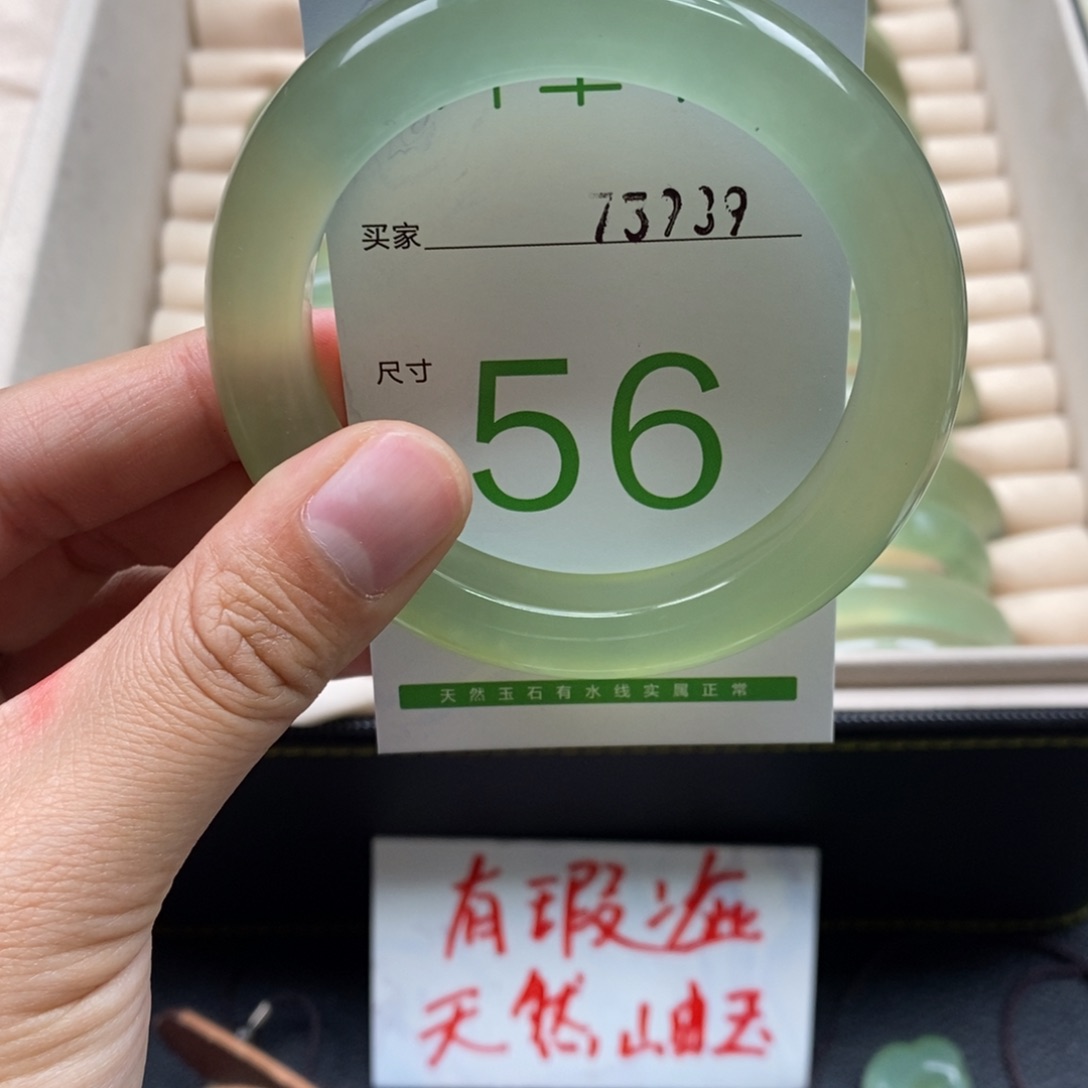 买家 73939
尺寸 56
天然玉石有水线实属正常
有瑕疵
天然岫玉